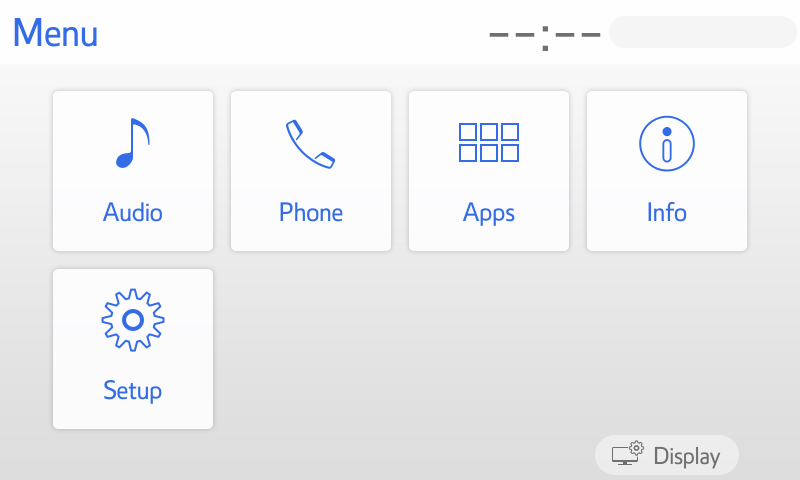 Menu
--:--
Audio
Phone
Apps
Info
Setup
Display